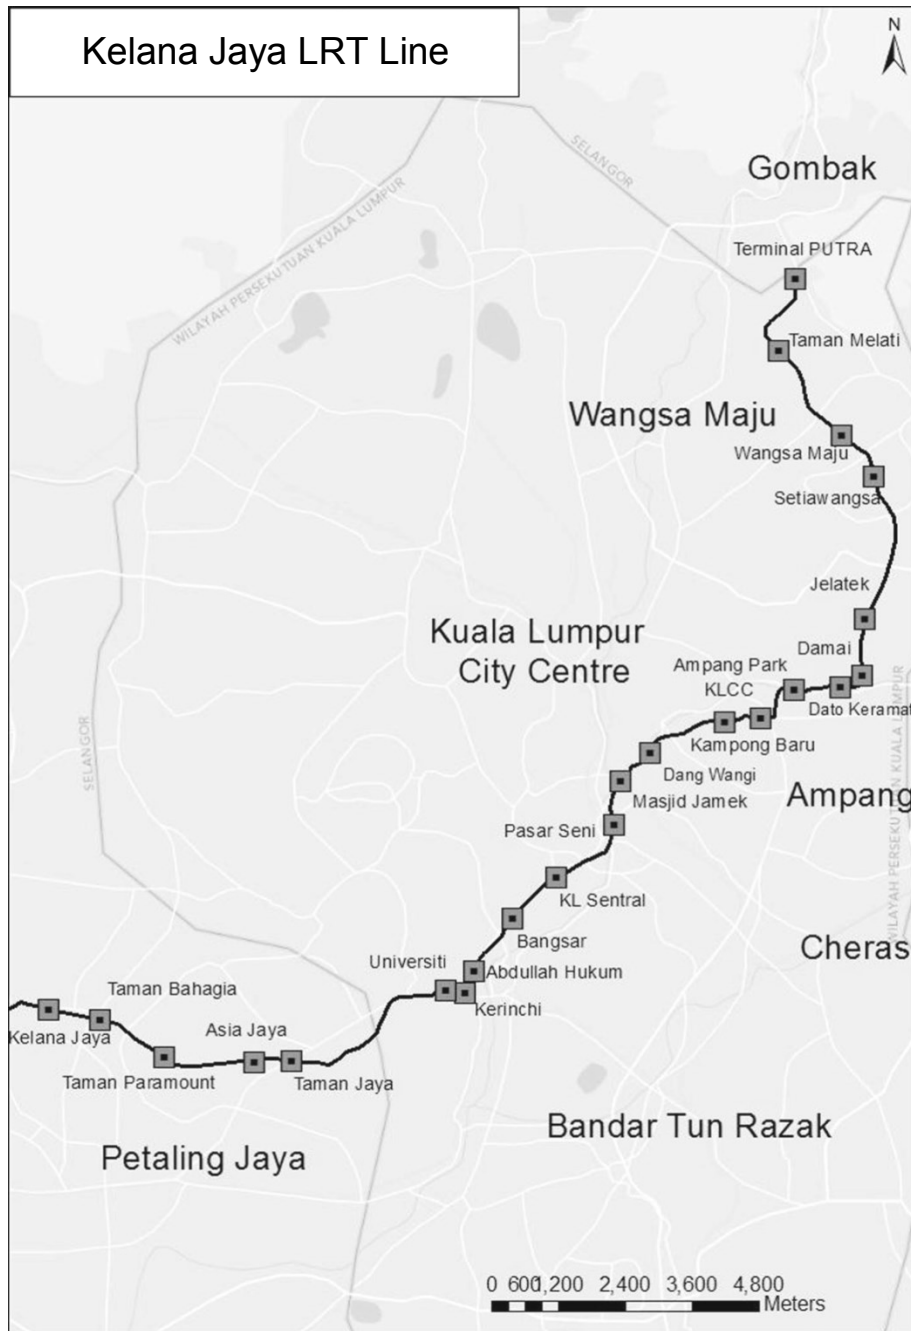 Kelana Jaya LRT Line
N
SELANGOR
Gombak
WILAYAH PERSEKUTUAN KUALA LUMPUR
Terminal PUTRA
Taman Melati
Wangsa Maju
Wangsa Maju
Setiawangsa
Jelatek
Kuala Lumpur
City Centre
Damai
Ampang Park
KLCC
Dato Keramat
WILAYAH PERSEKUTUAN KUALA LUMPUR
SELANGOR
Kampong Baru
Dang Wangi
Masjid Jamek
Ampang
Pasar Seni
KL Sentral
Bangsar
Cheras
Universiti
Abdullah Hukum
Kerinchi
Taman Bahagia
Kelana Jaya
Asia Jaya
Taman Paramount
Taman Jaya
Bandar Tun Razak
Petaling Jaya
0 600 1,200 2,400 3,600 4,800
Meters